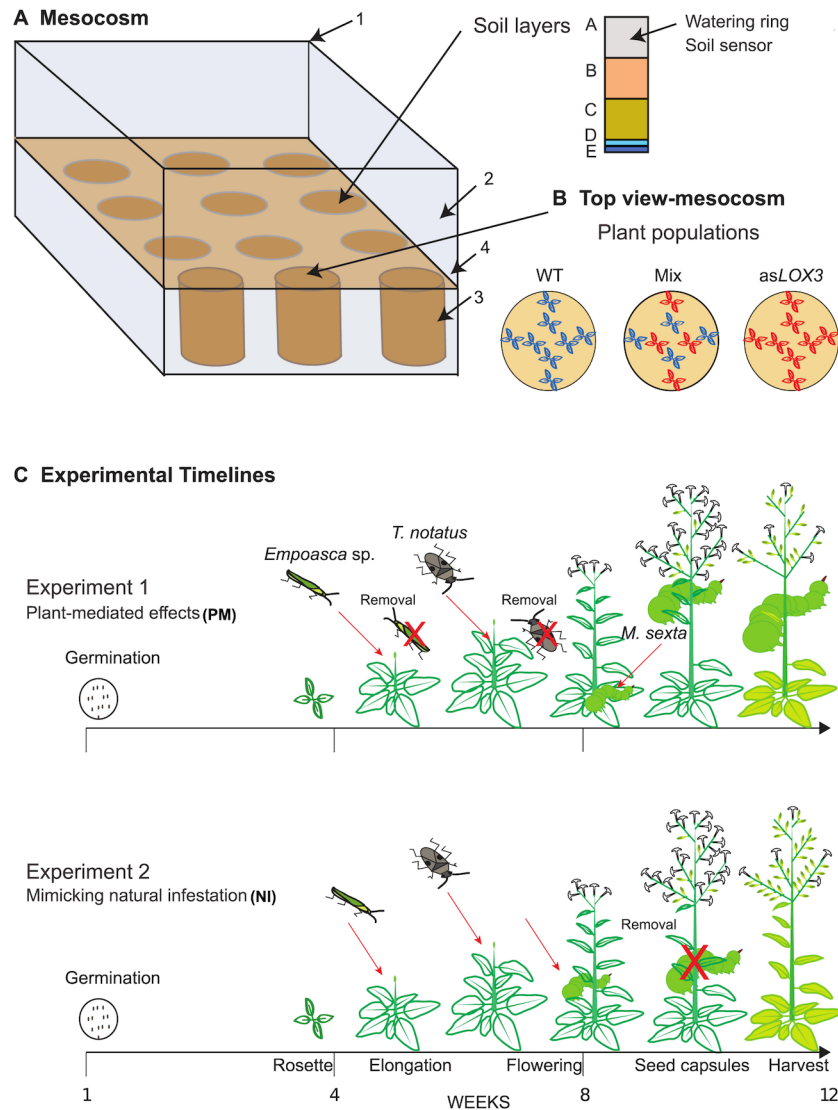 A Mesocosm
1
Soil layers
A
Watering ring
Soil sensor
B
C
D
E
2
4
3
B Top view-mesocosm
Plant populations
WT
Mix
asLOX3
C Experimental Timelines
Experiment 1
Plant-mediated effects (PM)
Germination
Empoasca sp.
Removal
T. notatus
Removal
M. sexta
Experiment 2
Mimicking natural infestation (NI)
Germination
Removal
Rosette
Elongation
Flowering
Seed capsules
Harvest
1
4
WEEKS
8
12